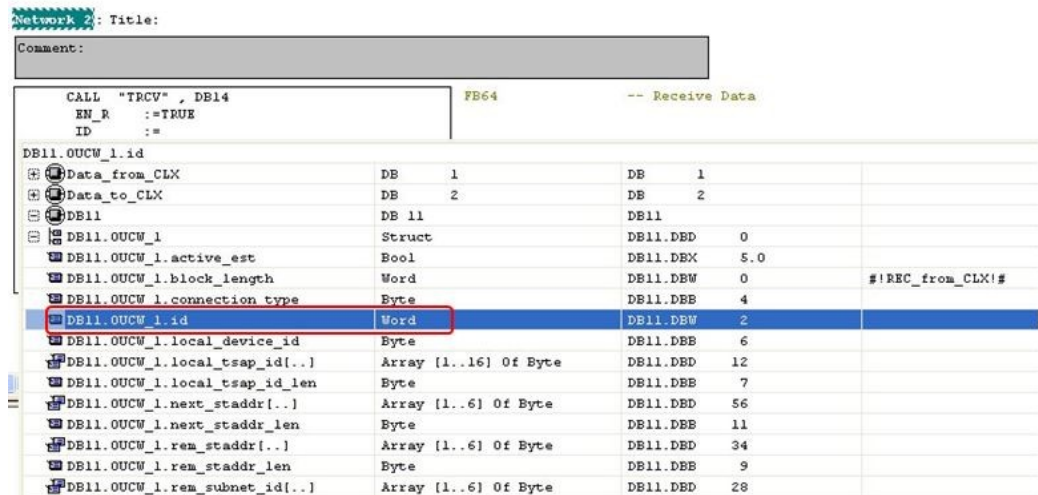 Network 2: Title:
Comment:
CALL "TRCV" , DB14 FB64 -- Receive Data
EN_R :=TRUE
ID :=
DB11.OUCW_1.id
Data_from_CLX DB 1 DB 1
Data_to_CLX DB 2 DB 2
DB11 DB 11 DB11
DB11.OUCW_1 Struct DB11.DBD 0
DB11.OUCW_1.active_est Bool DB11.DBX 5.0
DB11.OUCW_1.block_length Word DB11.DBW 0 #!REC_from_CLX!#
DB11.OUCW_1.connection_type Byte DB11.DBB 4
DB11.OUCW_1.id Word DB11.DBW 2
DB11.OUCW_1.local_device_id Byte DB11.DBB 6
DB11.OUCW_1.local_tsap_id[..] Array [1..16] Of Byte DB11.DBD 12
DB11.OUCW_1.local_tsap_id_len Byte DB11.DBB 7
DB11.OUCW_1.next_staddr[..] Array [1..6] Of Byte DB11.DBD 56
DB11.OUCW_1.next_staddr_len Byte DB11.DBB 11
DB11.OUCW_1.rem_staddr[..] Array [1..6] Of Byte DB11.DBD 34
DB11.OUCW_1.rem_staddr_len Byte DB11.DBB 9
DB11.OUCW_1.rem_subnet_id[..] Array [1..6] Of Byte DB11.DBD 28